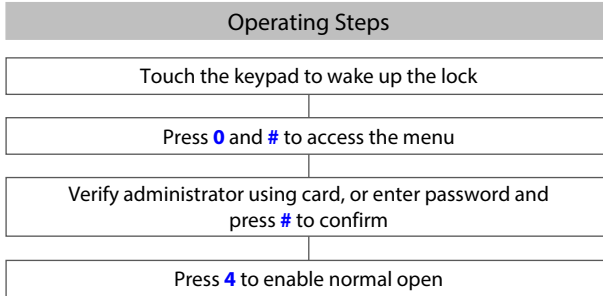 Operating Steps
Touch the keypad to wake up the lock
Press 0 and # to access the menu
Verify administrator using card, or enter password and
press # to confirm
Press 4 to enable normal open